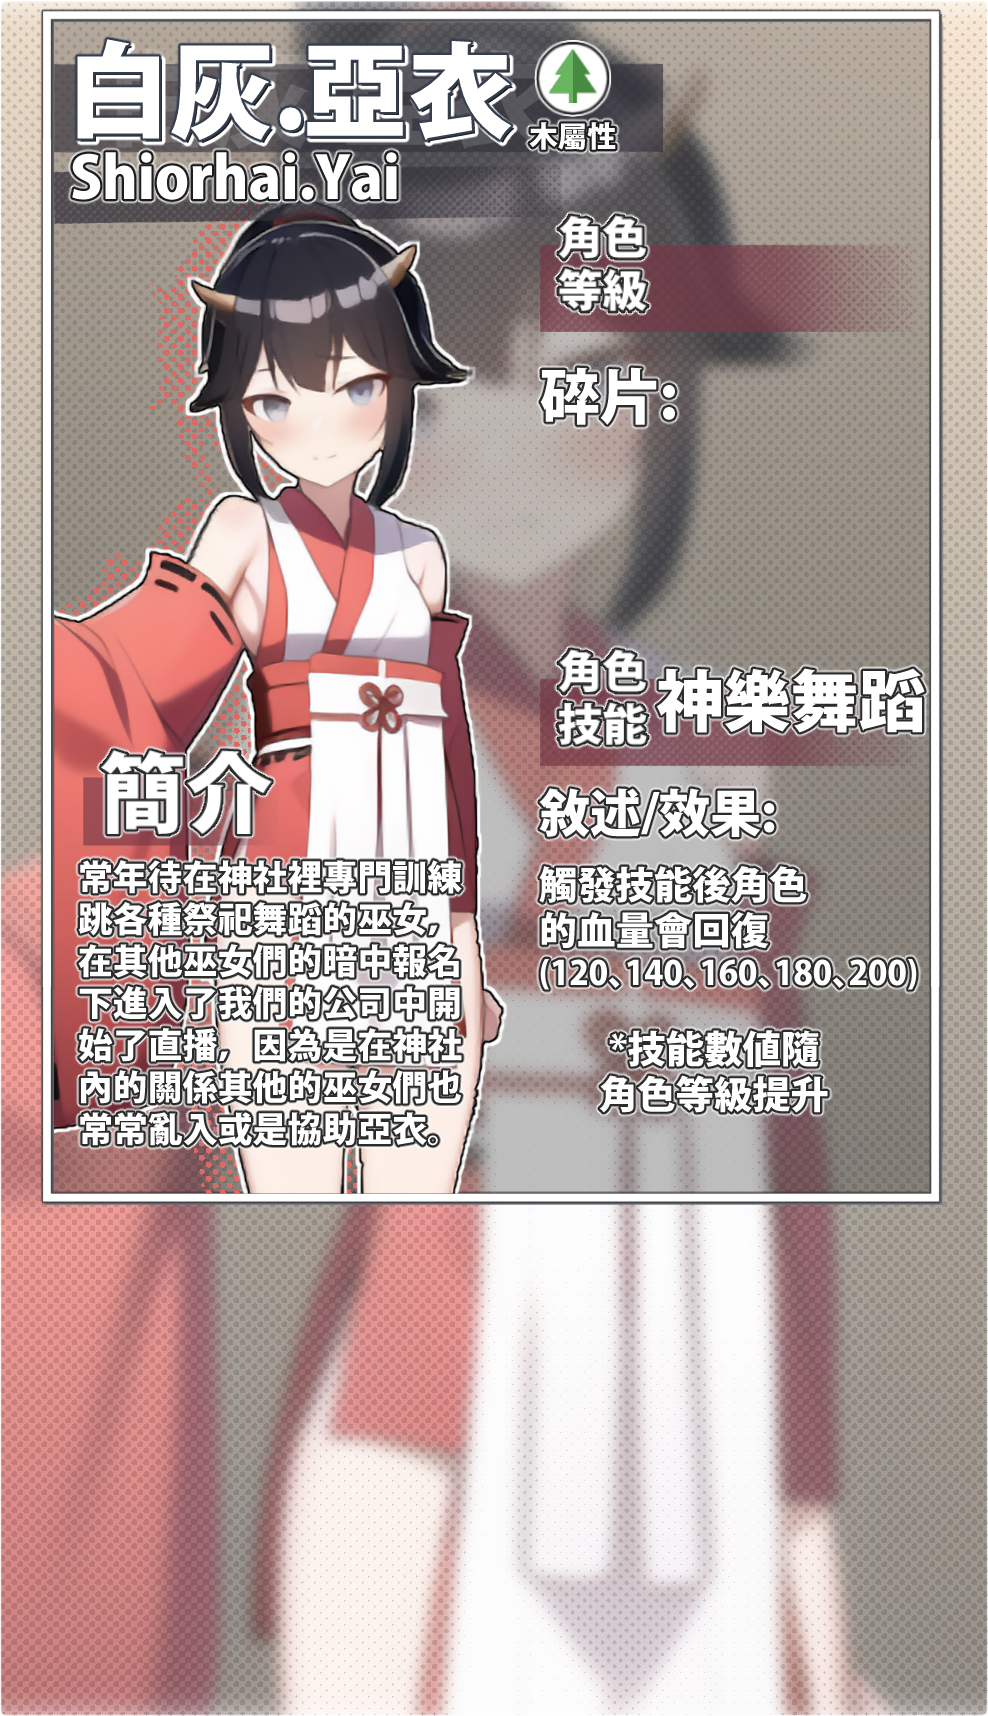 白灰.亞衣
木屬性
Shiorhai.Yai
角色
等級
碎片:
角色
技能
神樂舞蹈
敘述/效果:
觸發技能後角色
的血量會回復
(120、140、160、180、200)
*技能數值隨
角色等級提升
簡介
常年待在神社裡專門訓練
跳各種祭祀舞蹈的巫女,
在其他巫女們的暗中報名
下進入了我們的公司中開
始了直播，因為是在神社
內的關係其他的巫女們也
常常亂入或是協助亞衣。